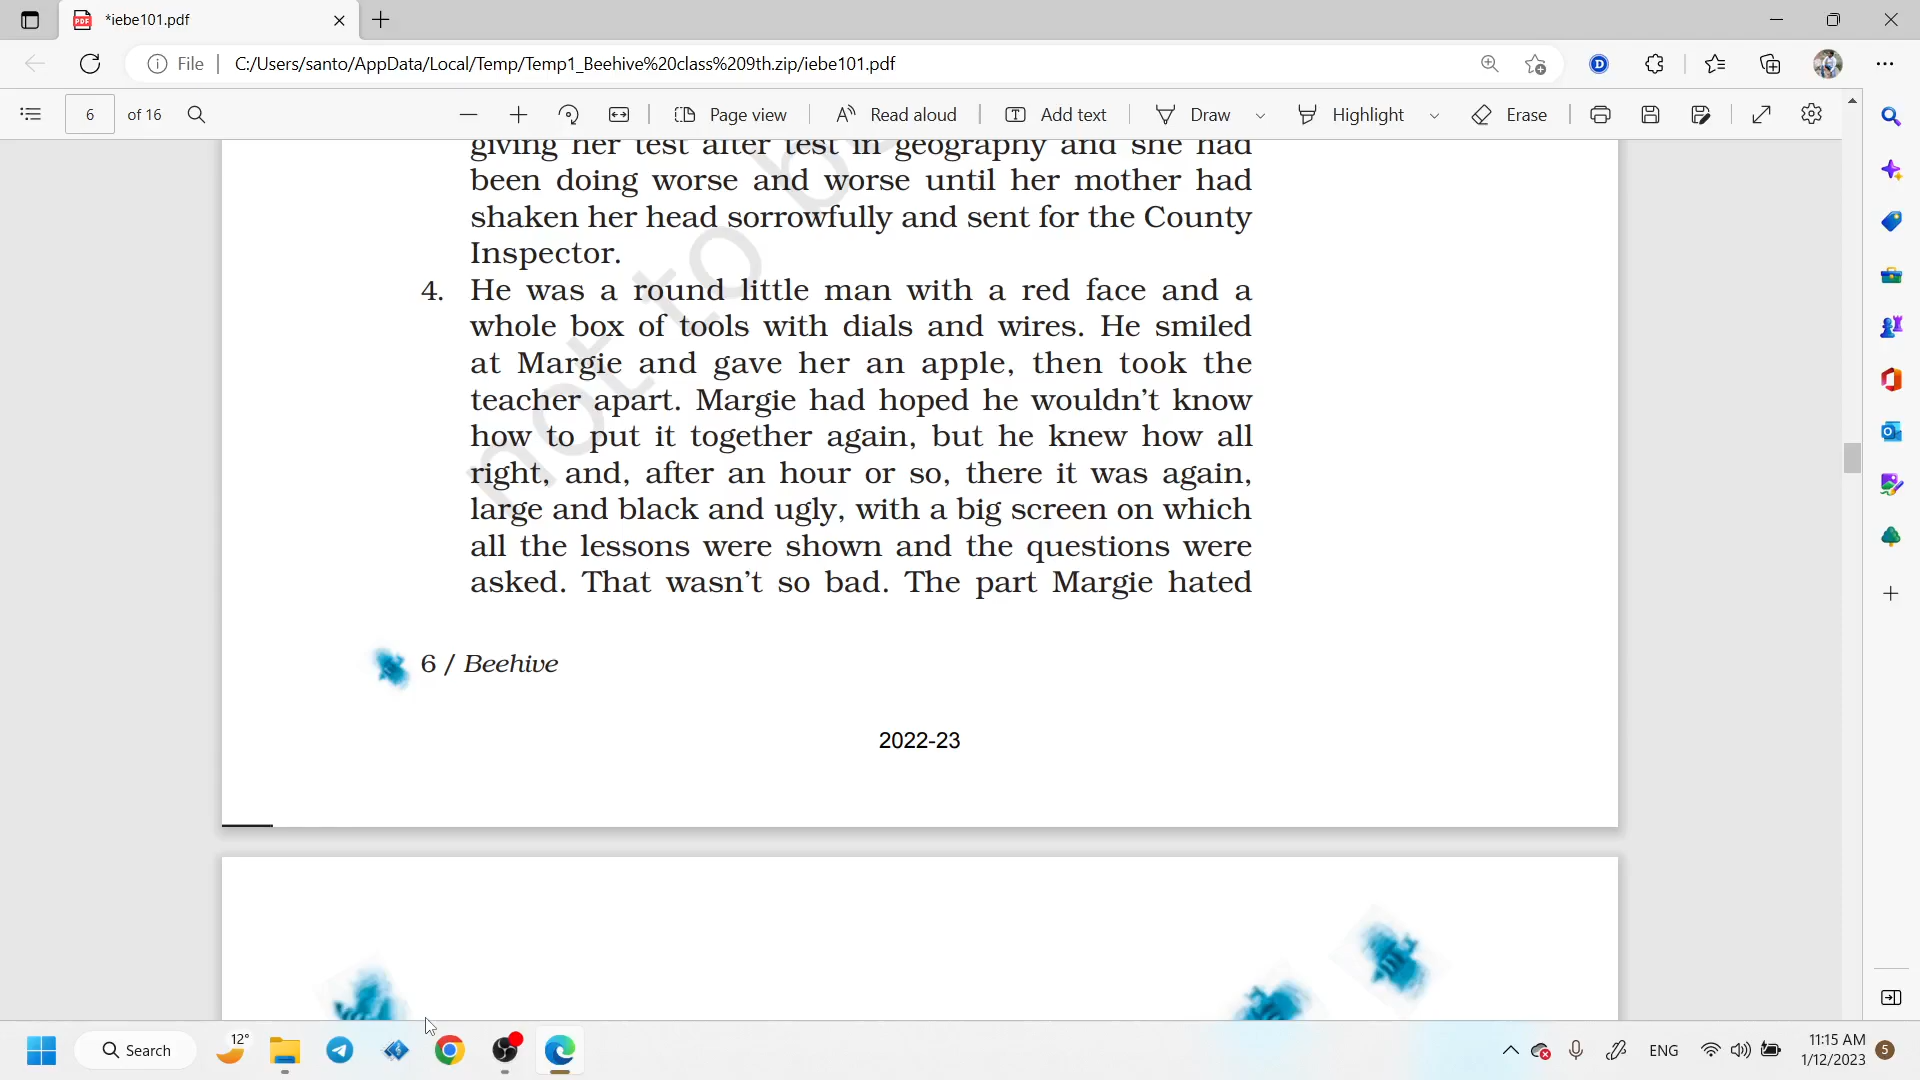 *iebe101.pdf
File
C:/Users/santo/AppData/Local/Temp/Temp1_Beehive%20class%209th.zip/iebe101.pdf
6 of 16
Page view
Read aloud
Add text
Draw
Highlight
Erase
giving her test after test in geography and she had
been doing worse and worse until her mother had
shaken her head sorrowfully and sent for the County
Inspector.
4. He was a round little man with a red face and a
whole box of tools with dials and wires. He smiled
at Margie and gave her an apple, then took the
teacher apart. Margie had hoped he wouldn't know
how to put it together again, but he knew how all
right, and, after an hour or so, there it was again,
large and black and ugly, with a big screen on which
all the lessons were shown and the questions were
asked. That wasn't so bad. The part Margie hated
not to b
6 / Beehive
2022-23
Search
12°
ENG
11:15 AM
1/12/2023
5